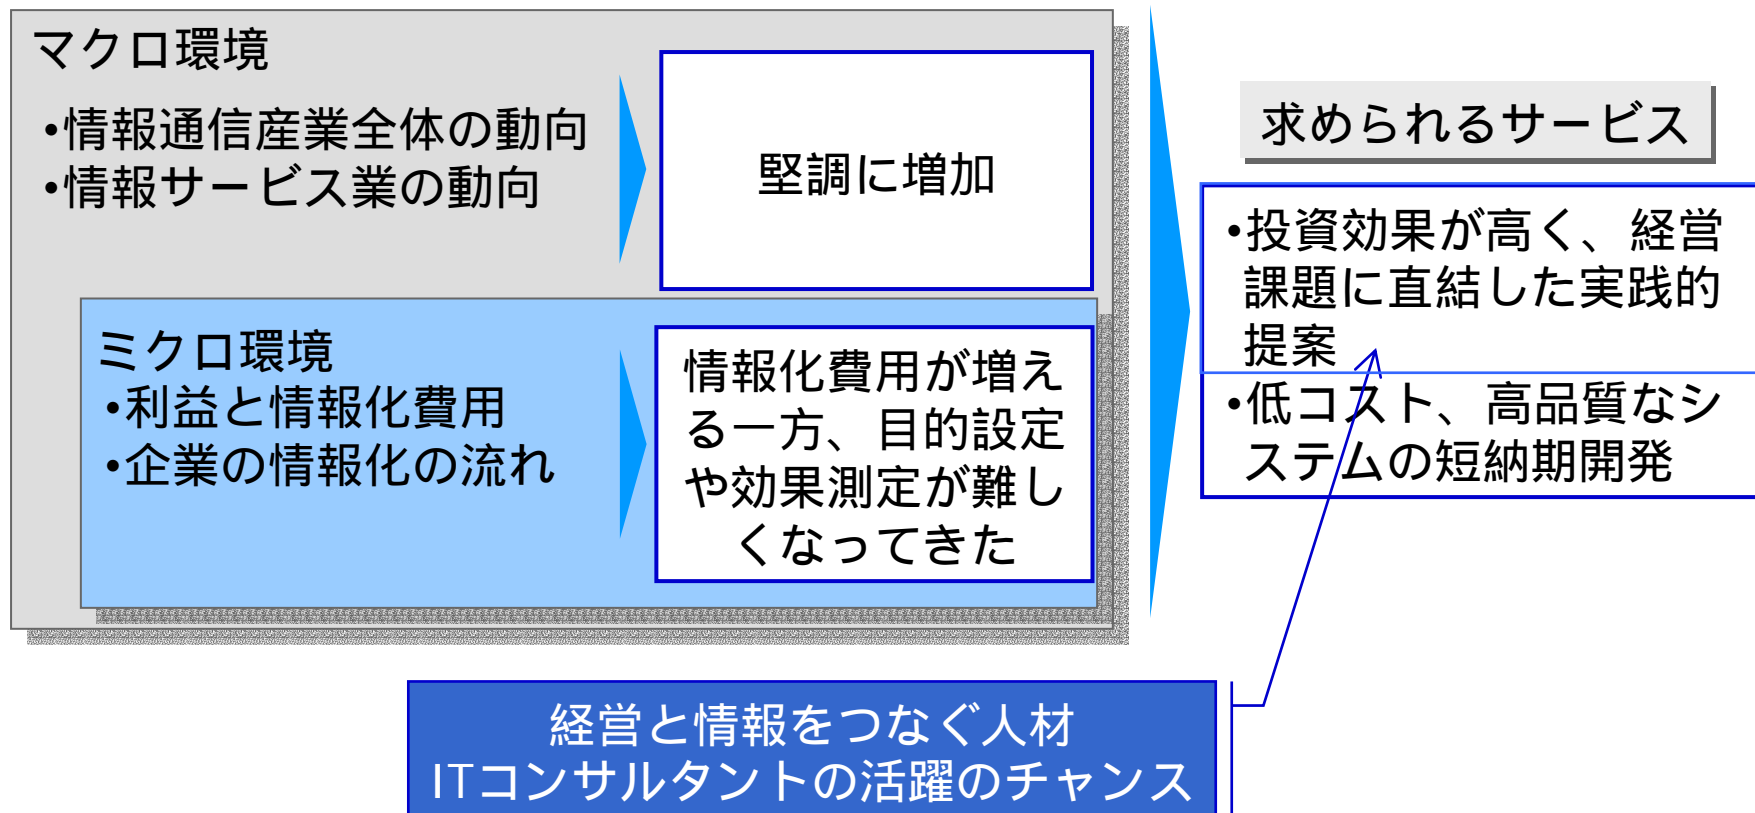 マクロ環境
•情報通信産業全体の動向
•情報サービス業の動向
堅調に増加
ミクロ環境
•利益と情報化費用
•企業の情報化の流れ
情報化費用が増え
る一方、目的設定
や効果測定が難し
くなってきた
求められるサービス
•投資効果が高く、経営
課題に直結した実践的
提案
•低コスト、高品質なシ
ステムの短納期開発
経営と情報をつなぐ人材
ITコンサルタントの活躍のチャンス